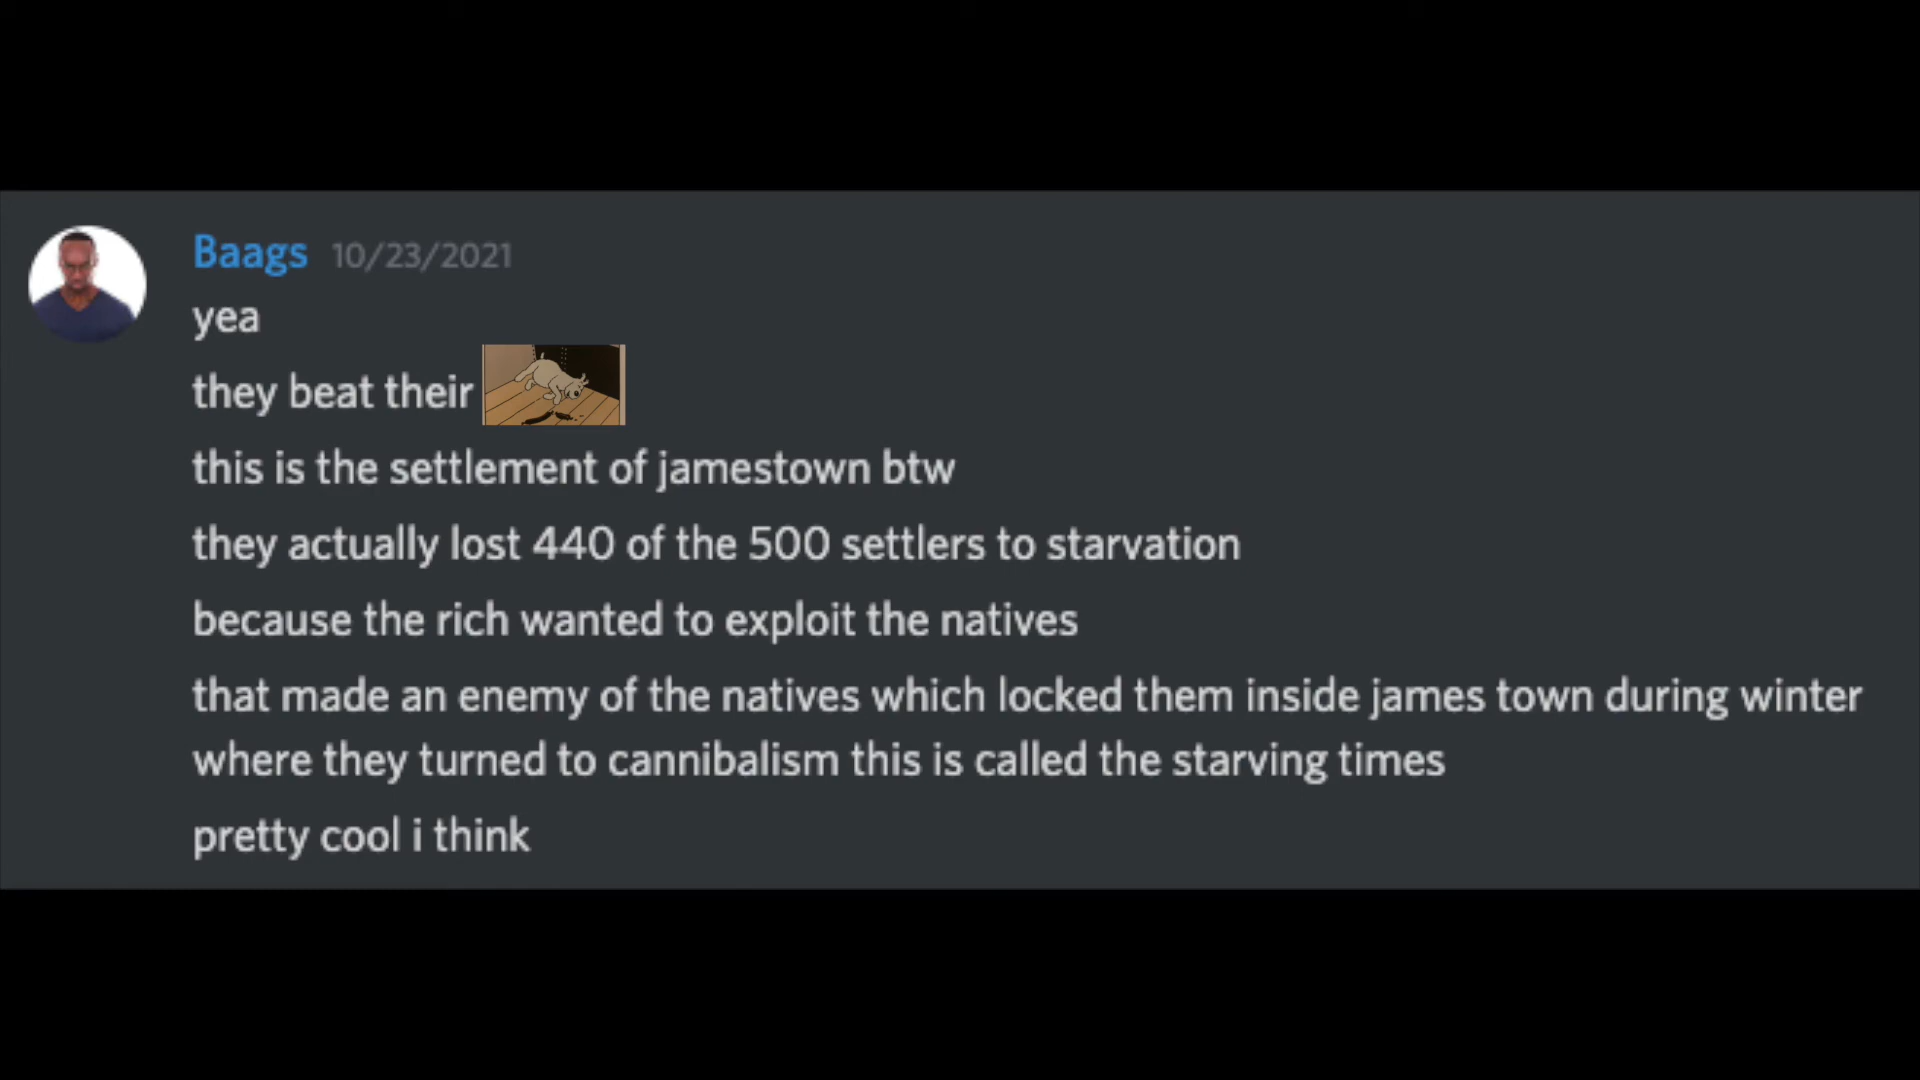 Baags 10/23/2021
yea
they beat their
this is the settlement of jamestown btw
they actually lost 440 of the 500 settlers to starvation
because the rich wanted to exploit the natives
that made an enemy of the natives which locked them inside james town during winter
where they turned to cannibalism this is called the starving times
pretty cool i think